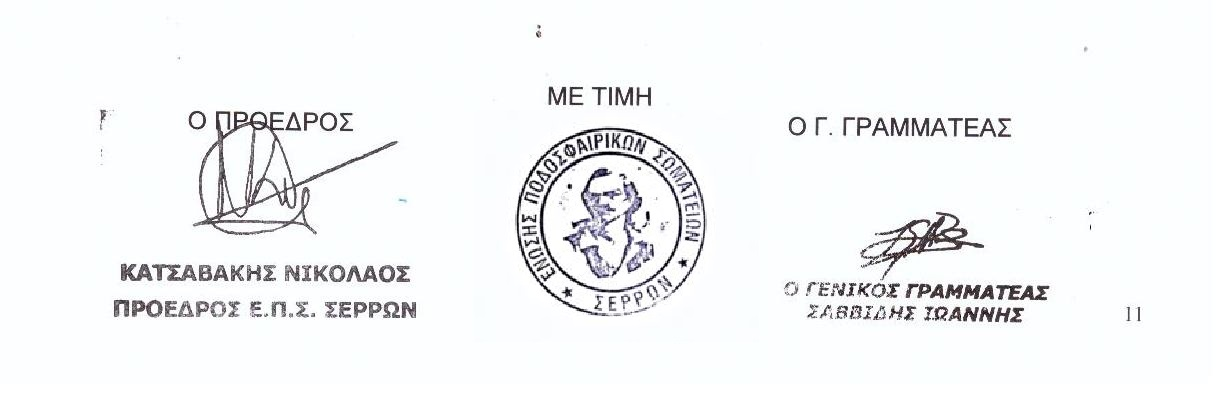 ΜΕ ΤΙΜΗ
Ο ΠΡΟΕΔΡΟΣ
ΚΑΤΣΑΒΑΚΗΣ ΝΙΚΟΛΑΟΣ
ΠΡΟΕΔΡΟΣ Ε.Π.Σ. ΣΕΡΡΩΝ
ΕΝΩΣΗΣ ΠΟΔΟΣΦΑΙΡΙΚΩΝ ΣΩΜΑΤΕΙΩΝ
★ ΣΕΡΡΩΝ ★
Ο Γ. ΓΡΑΜΜΑΤΕΑΣ
Ο ΓΕΝΙΚΟΣ ΓΡΑΜΜΑΤΕΑΣ
ΣΑΒΒΙΔΗΣ ΙΩΑΝΝΗΣ
11